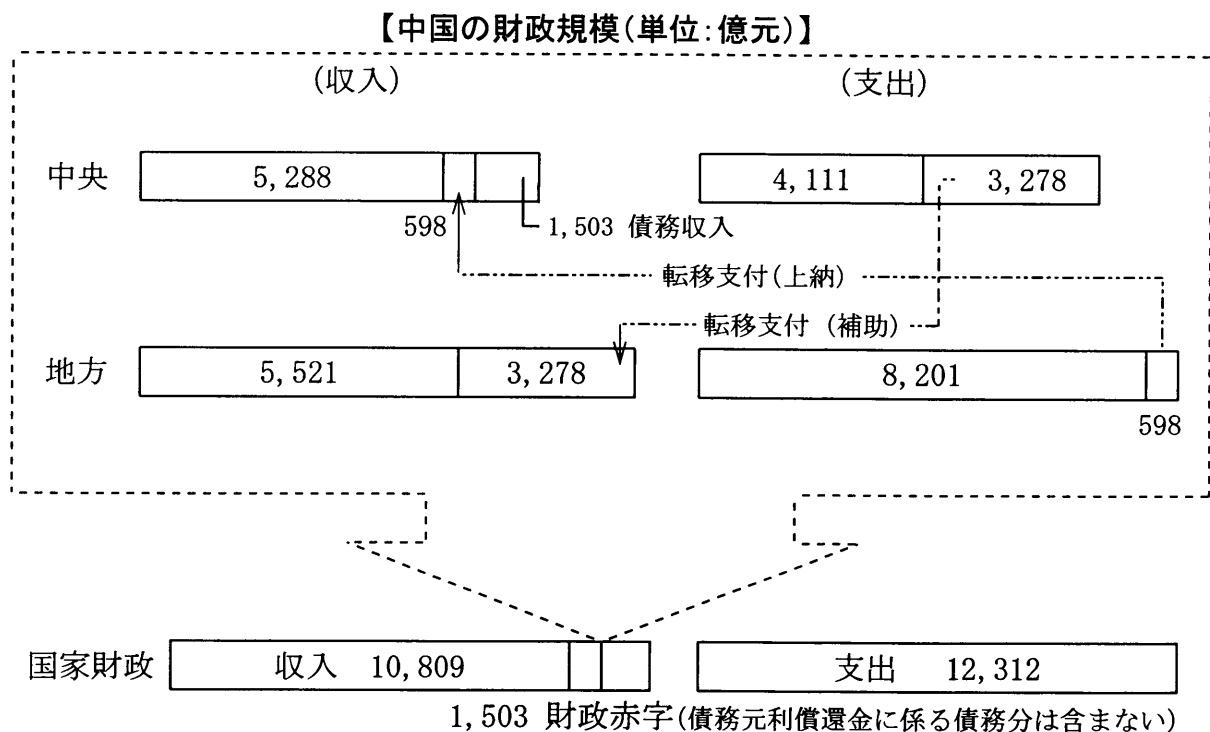 【中国の財政規模(単位:億元)】
(収入) (支出)
中央 5,288 4,111 3,278
598 1,503 債務収入
転移支付(上納)
転移支付 (補助)
地方 5,521 3,278 8,201
598
国家財政 収入 10,809 支出 12,312
1,503 財政赤字(債務元利償還金に係る債務分は含まない)